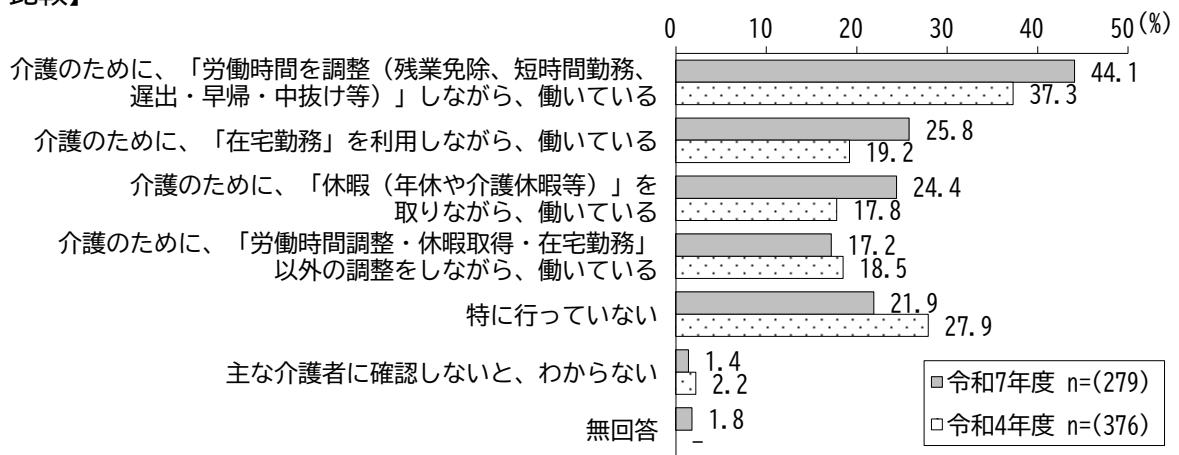 比較】
0 10 20 30 40 50 (%)
介護のために、「労働時間を調整（残業免除、短時間勤務、
遅出・早帰・中抜け等）」しながら、働いている
44.1
37.3
介護のために、「在宅勤務」を利用しながら、働いている
25.8
19.2
介護のために、「休暇（年休や介護休暇等）」を
取りながら、働いている
24.4
17.8
介護のために、「労働時間調整・休暇取得・在宅勤務」
以外の調整をしながら、働いている
17.2
18.5
特に行っていない
21.9
27.9
主な介護者に確認しないと、わからない
1.4
2.2
無回答
1.8
－
令和7年度 n=(279)
令和4年度 n=(376)